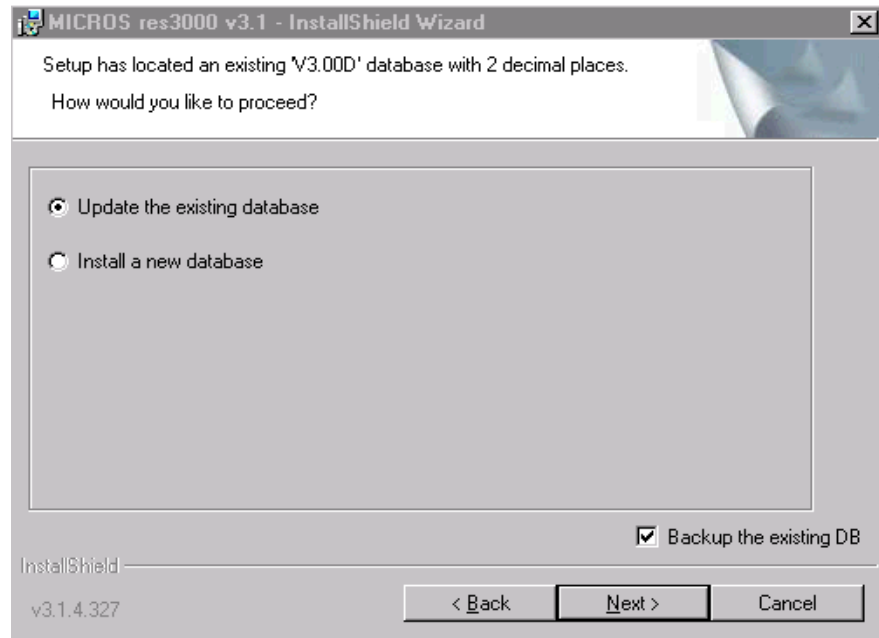 MICROS res3000 v3.1 - InstallShield Wizard
Setup has located an existing 'V3.00D' database with 2 decimal places.
How would you like to proceed?
Update the existing database
Install a new database
Backup the existing DB
InstallShield
v3.1.4.327
< Back
Next >
Cancel